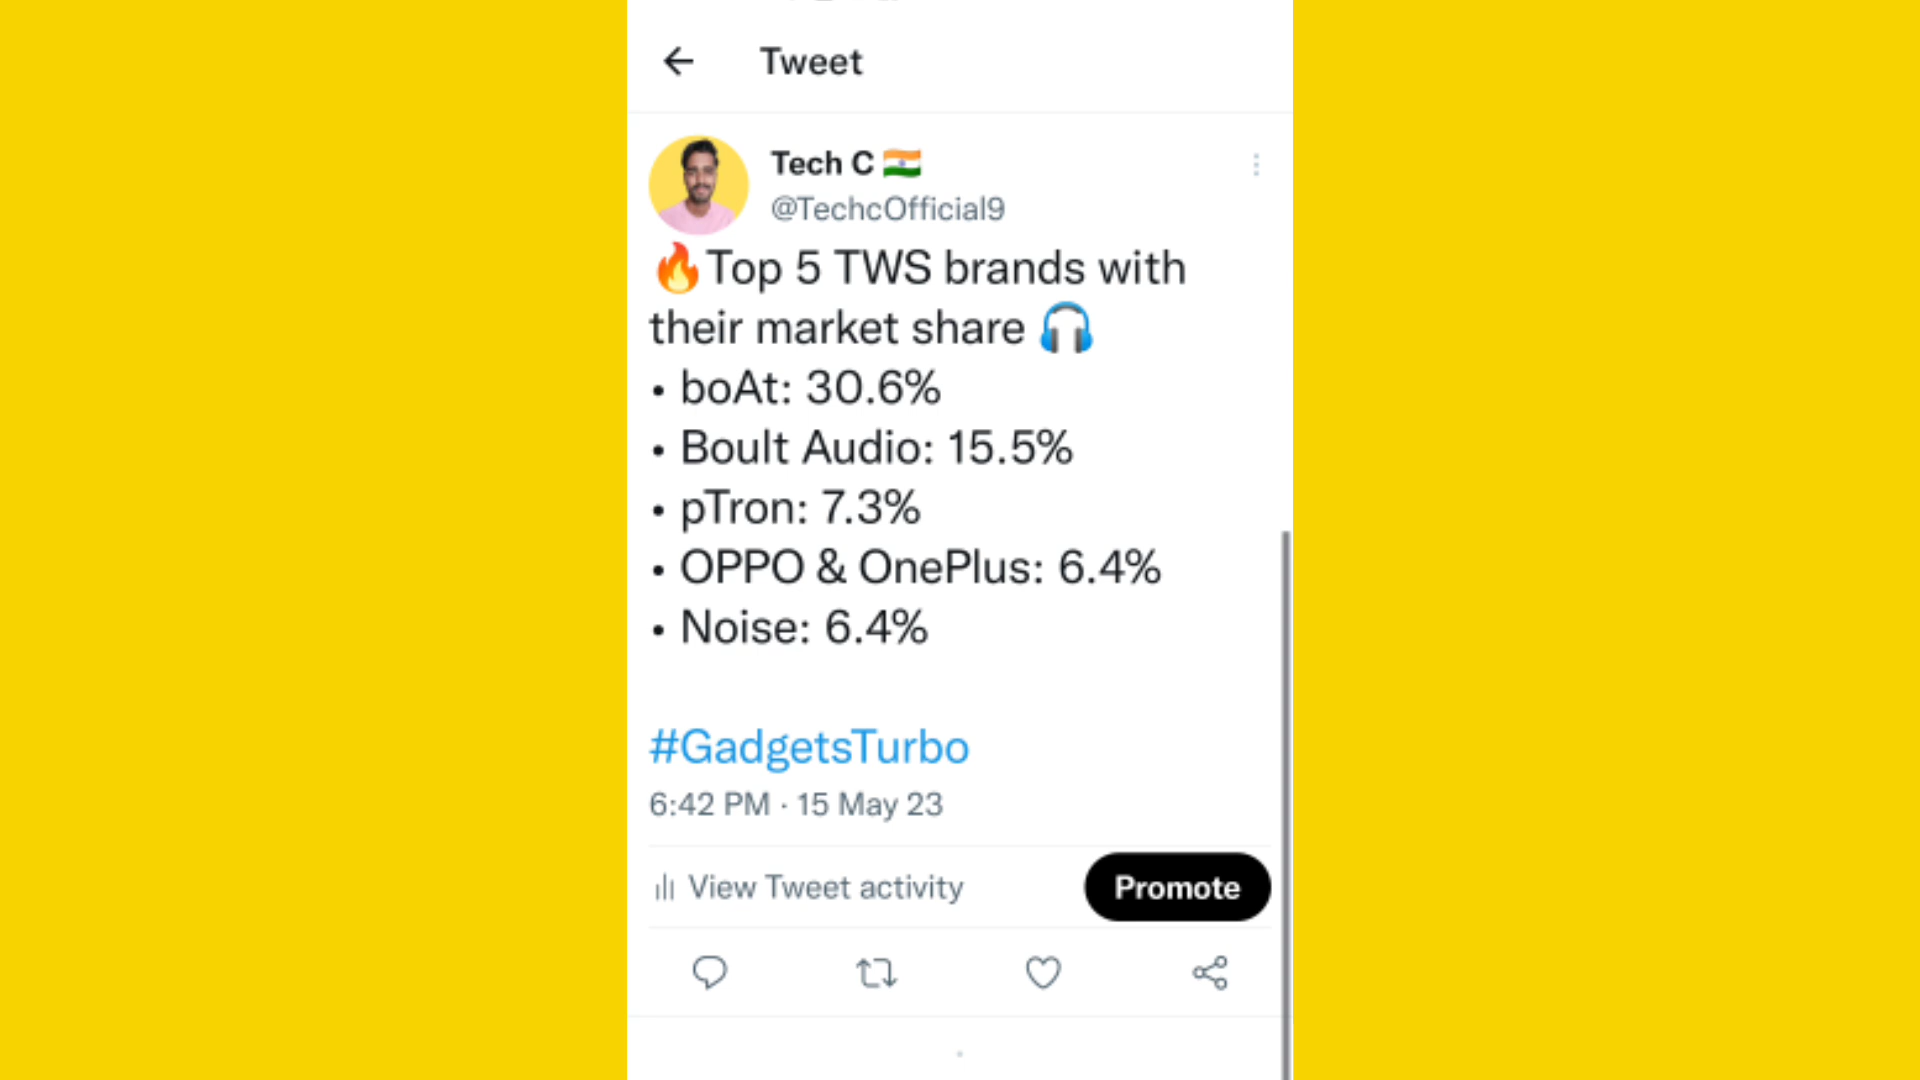 Tweet
Tech C 🇮🇳
@TechcOfficial9
🔥Top 5 TWS brands with
their market share 🎧
• boAt: 30.6%
• Boult Audio: 15.5%
• pTron: 7.3%
• OPPO & OnePlus: 6.4%
• Noise: 6.4%
#GadgetsTurbo
6:42 PM · 15 May 23
View Tweet activity
Promote